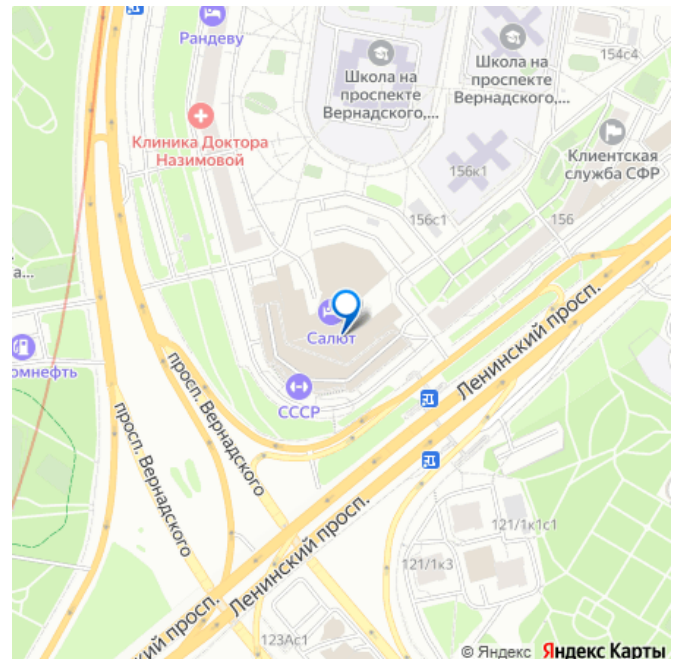 Рандеву
Школа на
проспекте
Вернадского,...
Школа на
проспекте
Вернадского,...
154с4
Клиника Доктора
Назимовой
Клиентская
служба СФР
156к1
156с1
156
а...
Салют
омнефть
СССР
Ленинский просп.
просп. Вернадского
просп. Вернадского
Ленинский просп.
кий просп.
121/1к1с1
121/1к3
123Ас1
© Яндекс Яндекс Карты